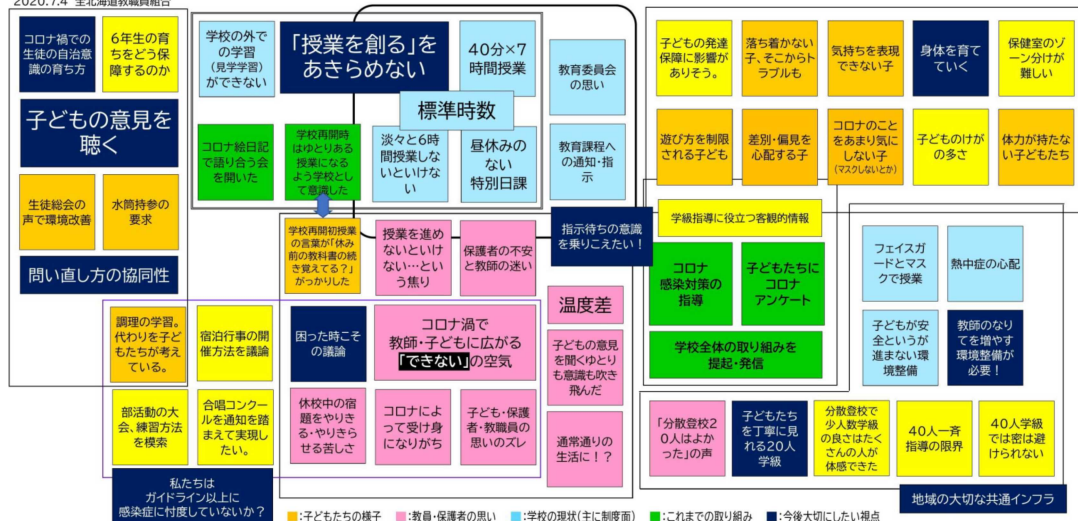 2020.7.4 全北海道教職員組合
コロナ禍での
生徒の自治意
識の育ち方
6年生の育
ちをどう保
障するのか
子どもの意見を
聴く
生徒総会の
声で環境改善
水筒持参の
要求
問い直し方の協同性
学校の外で
の学習
(見学学習)
ができない
「授業を創る」を
あきらめない
40分×7
時間授業
標準時数
コロナ絵日記
で語り合う会
を開いた
学校再開時
はゆとりある
授業になる
よう学校とし
て意識した
淡々と6時
間授業しな
いといけな
い
昼休みの
ない
特別日課
教育委員会
の思い
教育課程へ
の通知・指
示
学校再開初授業
の言葉が「休み
前の教科書の続
き覚えてる?」
がっかりした
授業を進め
ないといけ
ない…とい
う焦り
保護者の不安
と教師の迷い
指示待ちの意識
を乗りこえたい!
調理の学習。
代わりを子ど
もたちが考え
ている。
宿泊行事の開
催方法を議論
部活動の大
会、練習方法
を模索
合唱コンクー
ルを通知を踏
まえて実現し
たい。
私たちは
ガイドライン以上に
感染症に忖度していないか?
困った時こそ
の議論
コロナ渦で
教師・子どもに広がる
「できない」の空気
休校中の宿
題をやりき
る・やりきら
せる苦しさ
コロナによ
って受け身
になりがち
子ども・保護
者・教職員の
思いのズレ
温度差
子どもの意見
を聞くゆとり
も意識も吹き
飛んだ
通常通りの
生活に!?
子どもの発達
保障に影響が
ありそう。
落ち着かない
子、そこからト
ラブルも
気持ちを表現
できない子
身体を育て
ていく
保健室のゾ
ーン分けが
難しい
遊び方を制限
される子ども
差別・偏見を
心配する子
コロナのこと
をあまり気に
しない子
(マスクしないとか)
子どものけが
の多さ
体力が持たな
い子どもたち
学級指導に役立つ客観的情報
コロナ
感染対策の
指導
子どもたちに
コロナ
アンケート
学校全体の取り組みを
提起・発信
フェイスガ
ードとマス
クで授業
熱中症の心配
子どもが安
全というが
進まない環
境整備
教師のなり
てを増やす
環境整備が
必要!
「分散登校2
0人はよか
った」の声
子どもたち
を丁寧に見
れる20人
学級
分散登校で
少人数学級
の良さはたく
さんの人が
体感できた
40人一斉
指導の限界
40人学級
では密は避
けられない
地域の大切な共通インフラ
■:子どもたちの様子 ■:教員・保護者の思い ■:学校の現状(主に制度面) ■:これまでの取り組み ■:今後大切にしたい視点